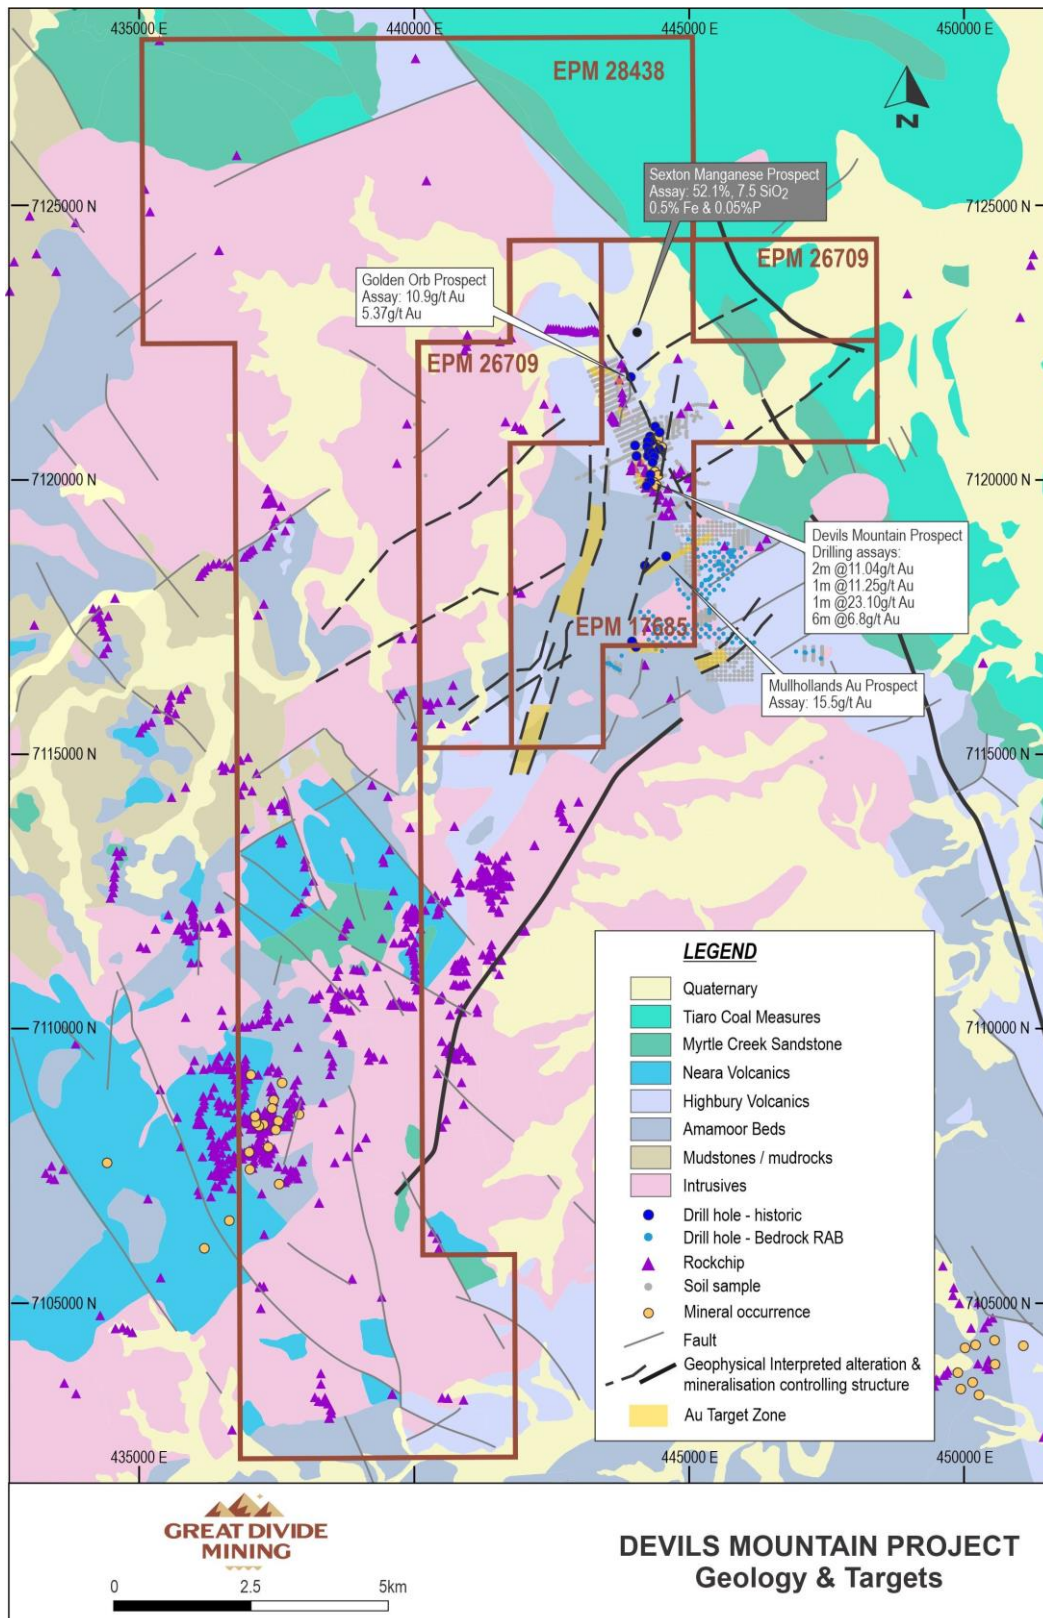 435000 E
440000 E
445000 E
450000 E
EPM 28438
N
Sexton Manganese Prospect
Assay: 52.1%, 7.5 SiO2
0.5% Fe & 0.05%P
7125000 N
7125000 N
EPM 26709
Golden Orb Prospect
Assay: 10.9g/t Au
5.37g/t Au
EPM 26709
7120000 N
7120000 N
Devils Mountain Prospect
Drilling assays:
2m @11.04g/t Au
1m @11.25g/t Au
1m @23.10g/t Au
6m @6.8g/t Au
EPM 17685
Mullhollands Au Prospect
Assay: 15.5g/t Au
7115000 N
7115000 N
LEGEND
Quaternary
Tiaro Coal Measures
Myrtle Creek Sandstone
Neara Volcanics
Highbury Volcanics
Amamoor Beds
Mudstones / mudrocks
Intrusives
Drill hole - historic
Drill hole - Bedrock RAB
Rockchip
Soil sample
Mineral occurrence
Fault
Geophysical Interpreted alteration &
mineralisation controlling structure
Au Target Zone
7110000 N
7110000 N
7105000 N
7105000 N
435000 E
445000 E
450000 E
GREAT DIVIDE
MINING
0
2.5
5km
DEVILS MOUNTAIN PROJECT
Geology & Targets